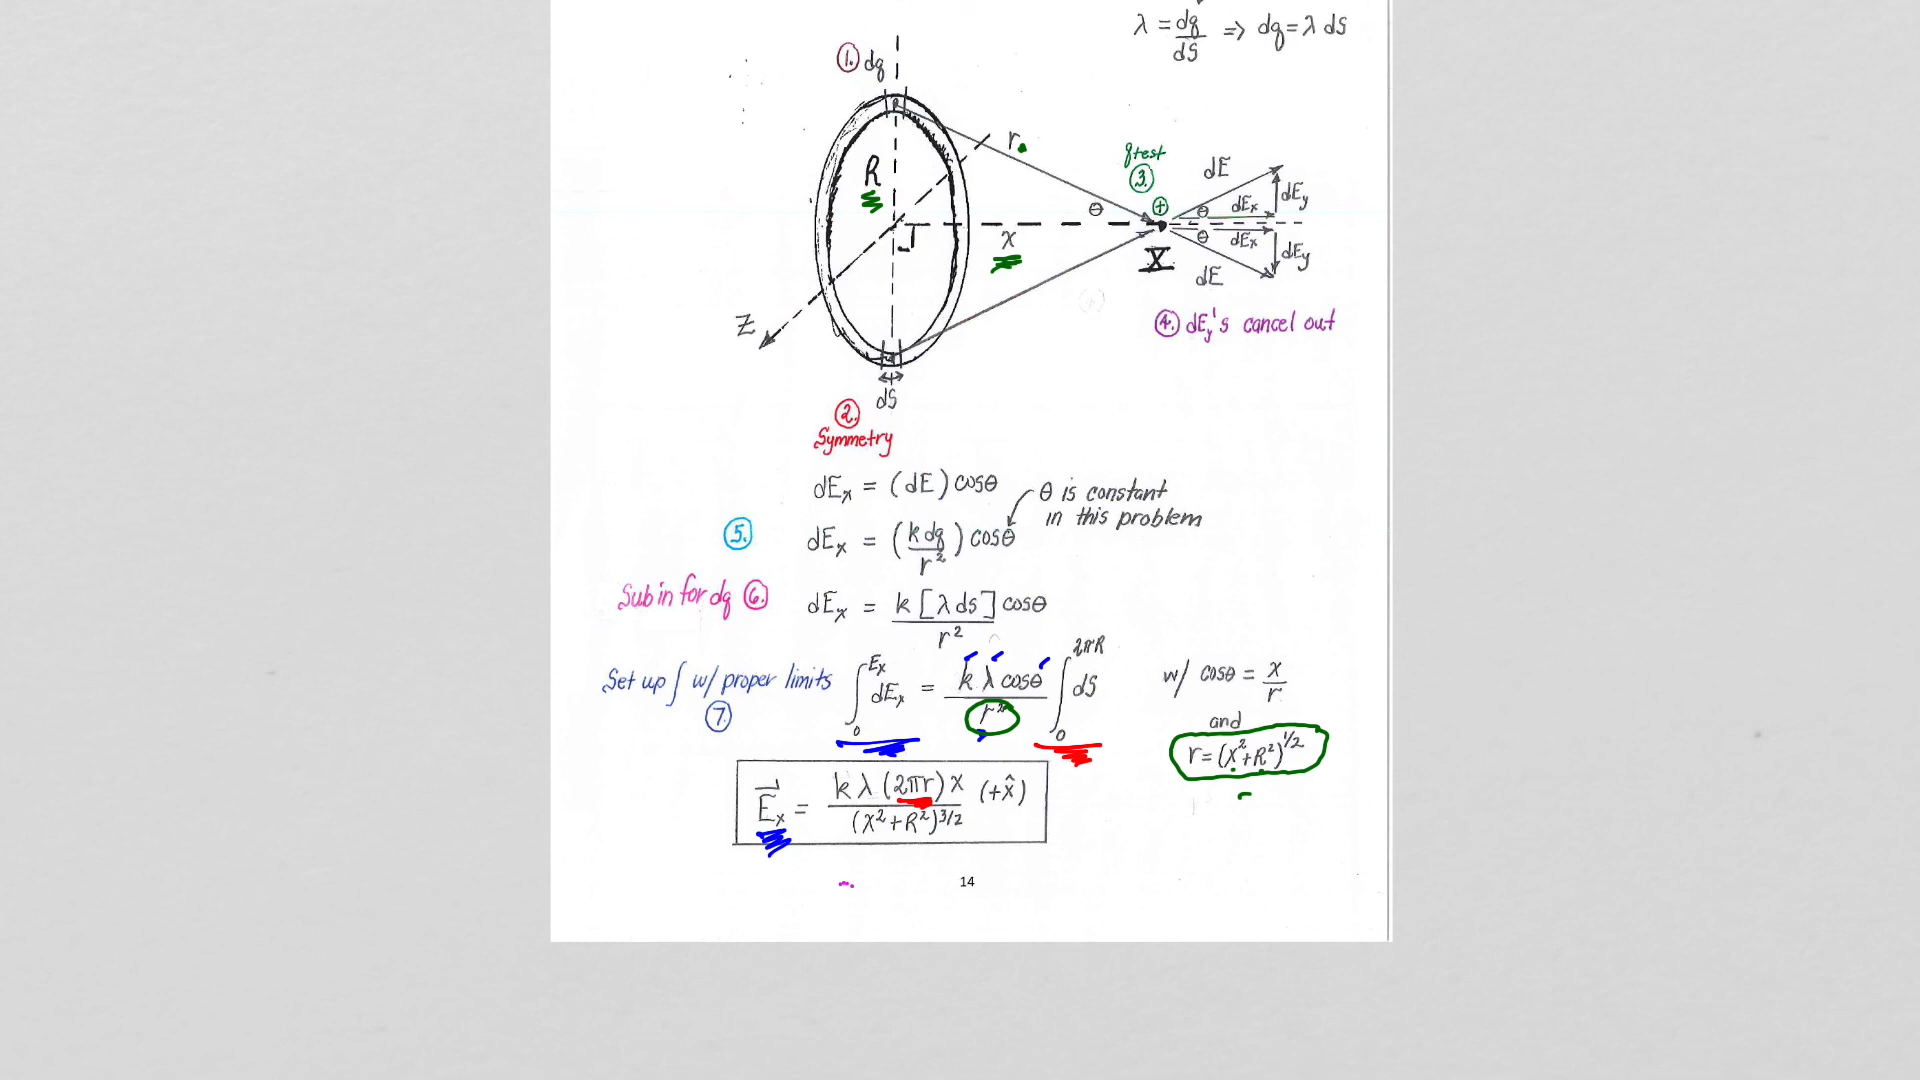 λ = dq/dS => dq = λ dS
1. dq
r
R
q test
3.
+
dE
dEy
θ
θ
dEx
θ
dEx
x
X
dE
dEy
Z
4. dEy's cancel out
dS
2.
Symmetry
dEx = (dE) cosθ
θ is constant
in this problem
5. dEx = (k dq/r²) cosθ
Sub in for dq 6. dEx = k [λ ds] cosθ / r²
Set up ∫ w/ proper limits ∫₀^Ex dEx = k λ cosθ / r² ∫₀^2πR dS w/ cosθ = x/r
7.
and
r = (x² + R²)^1/2
E⃗x = k λ (2πr) x / (x² + R²)^3/2 (+x̂)
14